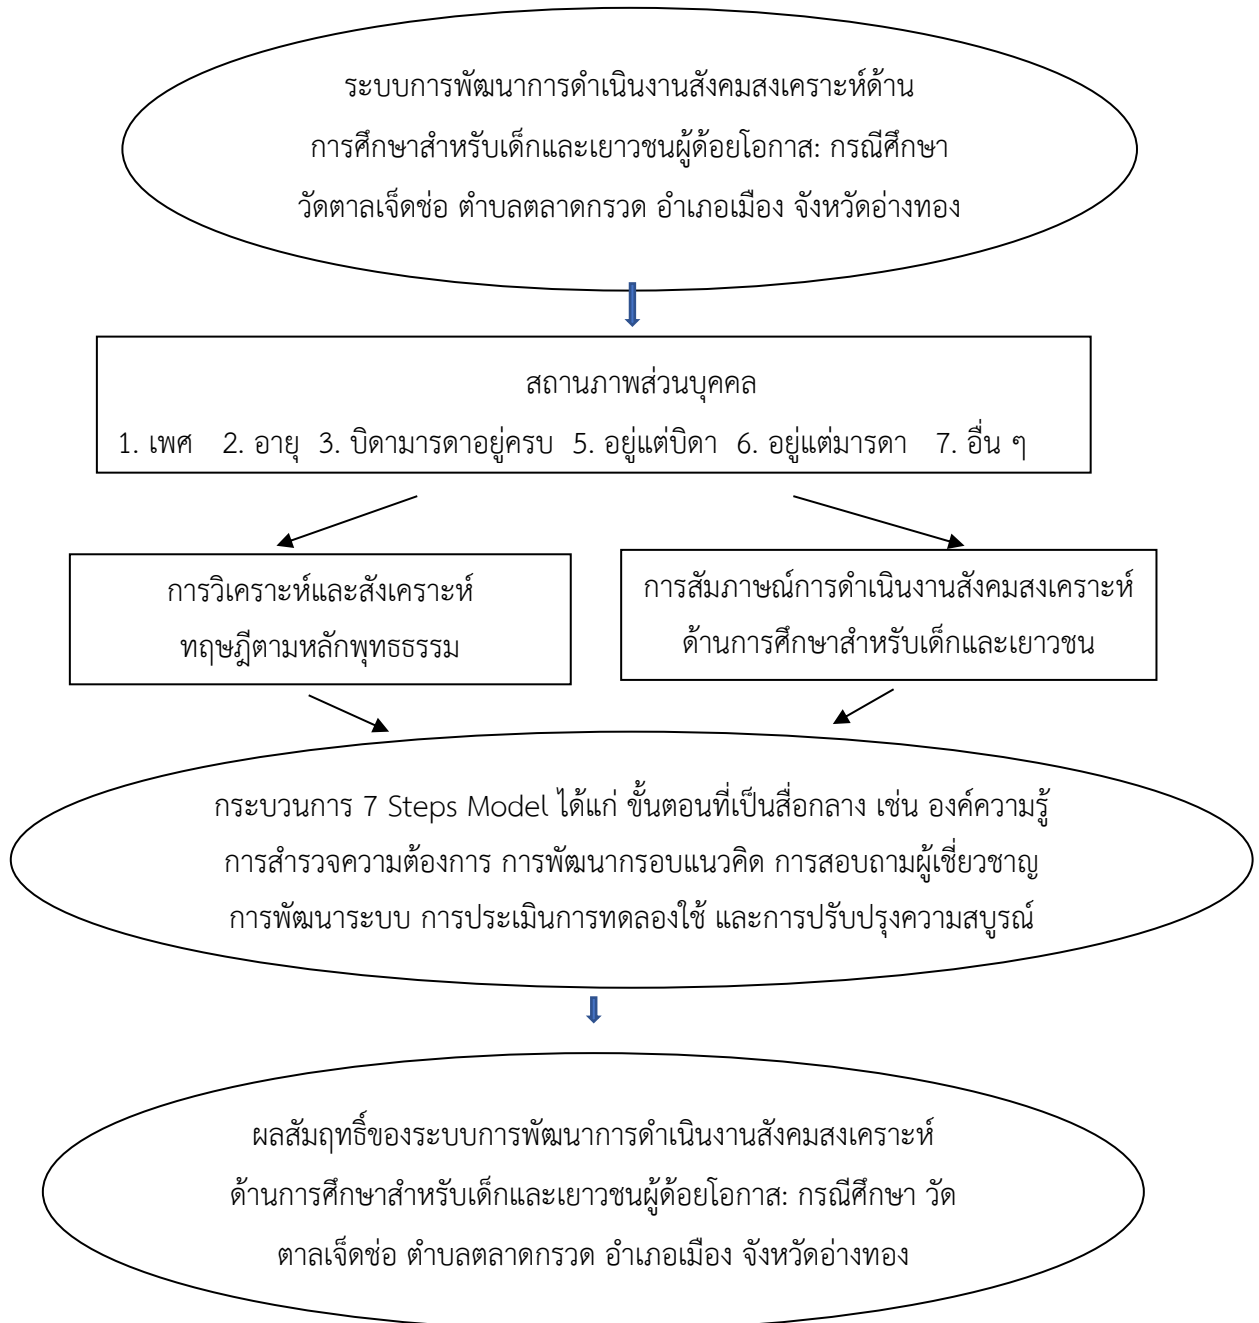 ระบบการพัฒนาการดำเนินงานสังคมสงเคราะห์ด้าน
การศึกษาสำหรับเด็กและเยาวชนผู้ด้อยโอกาส: กรณีศึกษา
วัดตาลเจ็ดช่อ ตำบลตลาดกรวด อำเภอเมือง จังหวัดอ่างทอง
สถานภาพส่วนบุคคล
1. เพศ 2. อายุ 3. บิดามารดาอยู่ครบ 5. อยู่แต่บิดา 6. อยู่แต่มารดา 7. อื่น ๆ
การวิเคราะห์และสังเคราะห์
ทฤษฎีตามหลักพุทธธรรม
การสัมภาษณ์การดำเนินงานสังคมสงเคราะห์
ด้านการศึกษาสำหรับเด็กและเยาวชน
กระบวนการ 7 Steps Model ได้แก่ ขั้นตอนที่เป็นสื่อกลาง เช่น องค์ความรู้
การสำรวจความต้องการ การพัฒนากรอบแนวคิด การสอบถามผู้เชี่ยวชาญ
การพัฒนาระบบ การประเมินการทดลองใช้ และการปรับปรุงความสบูรณ์
ผลสัมฤทธิ์ของระบบการพัฒนาการดำเนินงานสังคมสงเคราะห์
ด้านการศึกษาสำหรับเด็กและเยาวชนผู้ด้อยโอกาส: กรณีศึกษา วัด
ตาลเจ็ดช่อ ตำบลตลาดกรวด อำเภอเมือง จังหวัดอ่างทอง